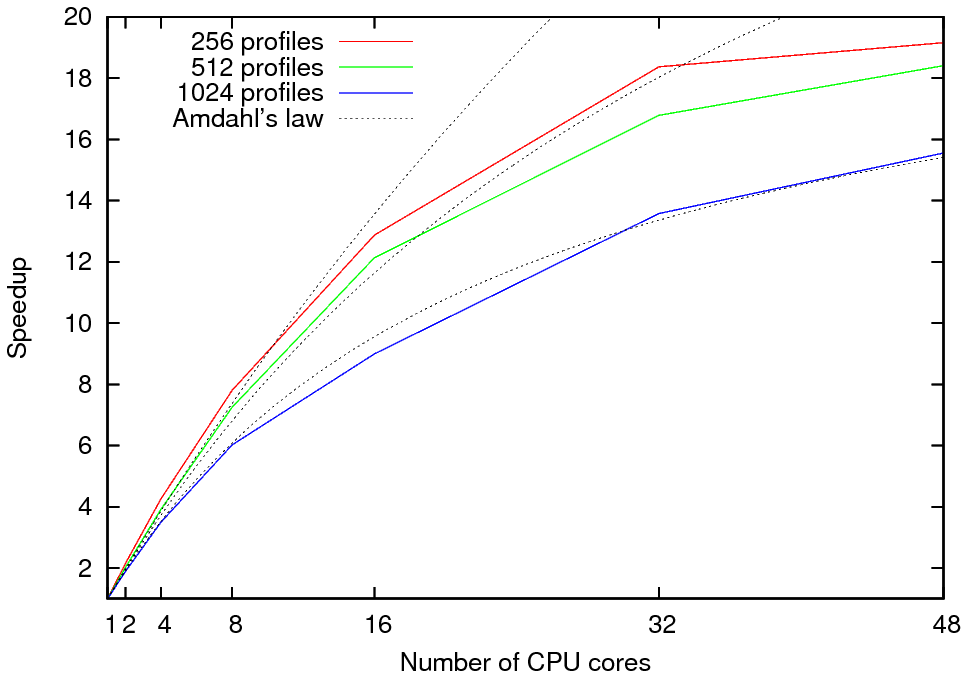 20
18
16
14
12
10
8
6
4
2
Speedup
256 profiles
512 profiles
1024 profiles
Amdahl's law
1 2 4 8 16 32 48
Number of CPU cores